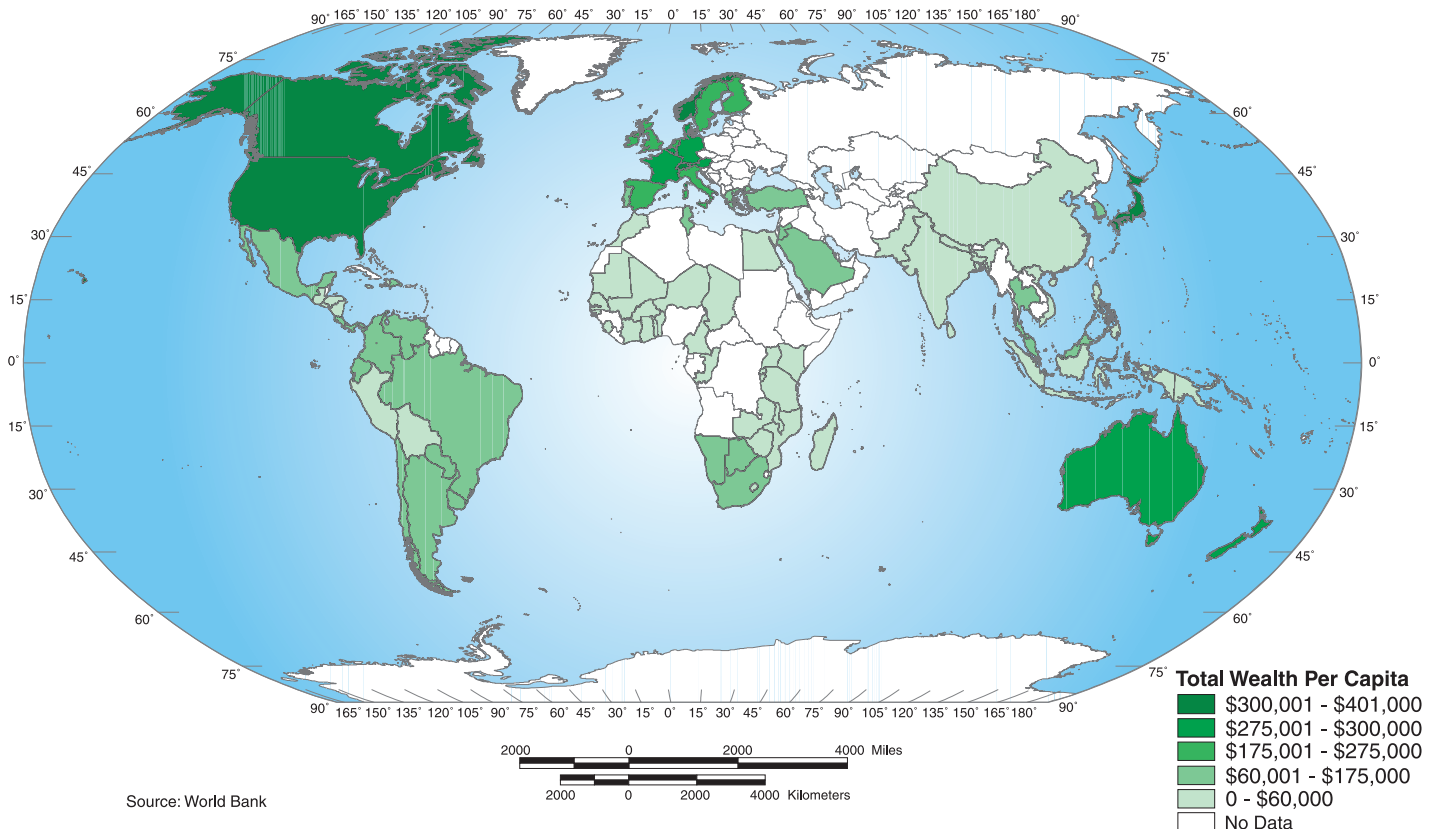 90˚ 165˚ 150˚ 135˚ 120˚ 105˚ 90˚ 75˚ 60˚ 45˚ 30˚ 15˚ 0˚ 15 30 45˚ 60˚ 75˚ 90˚ 105˚ 120˚ 135˚ 150˚ 165˚ 180˚ 90˚
75˚ 75˚
60˚ 60˚
45˚ 45˚
30˚ 30˚
15˚ 15˚
0˚ 0˚
15˚ 15˚
30˚ 30˚
45˚ 45˚
60˚ 60˚
75˚ 75˚
90˚ 165˚ 150˚ 135˚ 120˚ 105˚ 90˚ 75˚ 60˚ 45˚ 30˚ 15˚ 0˚ 15˚ 30˚ 45˚ 60˚ 75˚ 90˚ 105˚ 120˚ 135˚ 150˚ 165˚ 180˚ 90˚
Total Wealth Per Capita
$300,001 - $401,000
$275,001 - $300,000
$175,001 - $275,000
$60,001 - $175,000
0 - $60,000
No Data
2000 0 2000 4000 Miles
2000 0 2000 4000 Kilometers
Source: World Bank